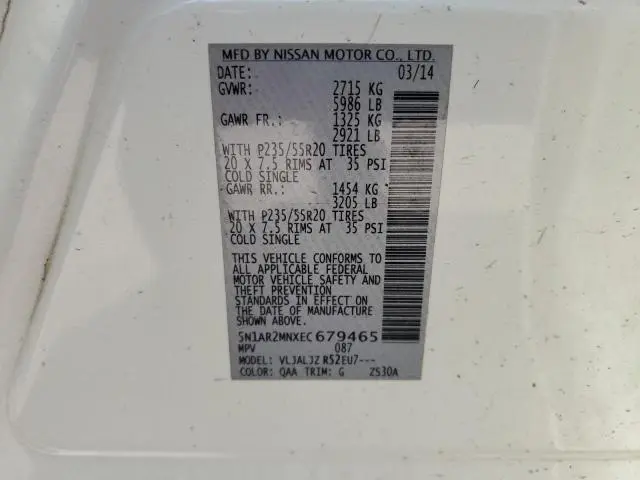 MFD BY NISSAN MOTOR CO., LTD.
DATE: 03/14
GVWR: 2715 KG
5986 LB
GAWR FR.: 1325 KG
2921 LB
WITH P235/55R20 TIRES
20 X 7.5 RIMS AT 35 PSI
COLD SINGLE
GAWR RR.: 1454 KG
3205 LB
WITH P235/55R20 TIRES
20 X 7.5 RIMS AT 35 PSI
COLD SINGLE
THIS VEHICLE CONFORMS TO
ALL APPLICABLE FEDERAL
MOTOR VEHICLE SAFETY AND
THEFT PREVENTION
STANDARDS IN EFFECT ON
THE DATE OF MANUFACTURE
SHOWN ABOVE.
5N1AR2MNXEC679465
MPV 087
MODEL: VLJALJZ R52EU7---
COLOR: QAA TRIM: G ZS30A